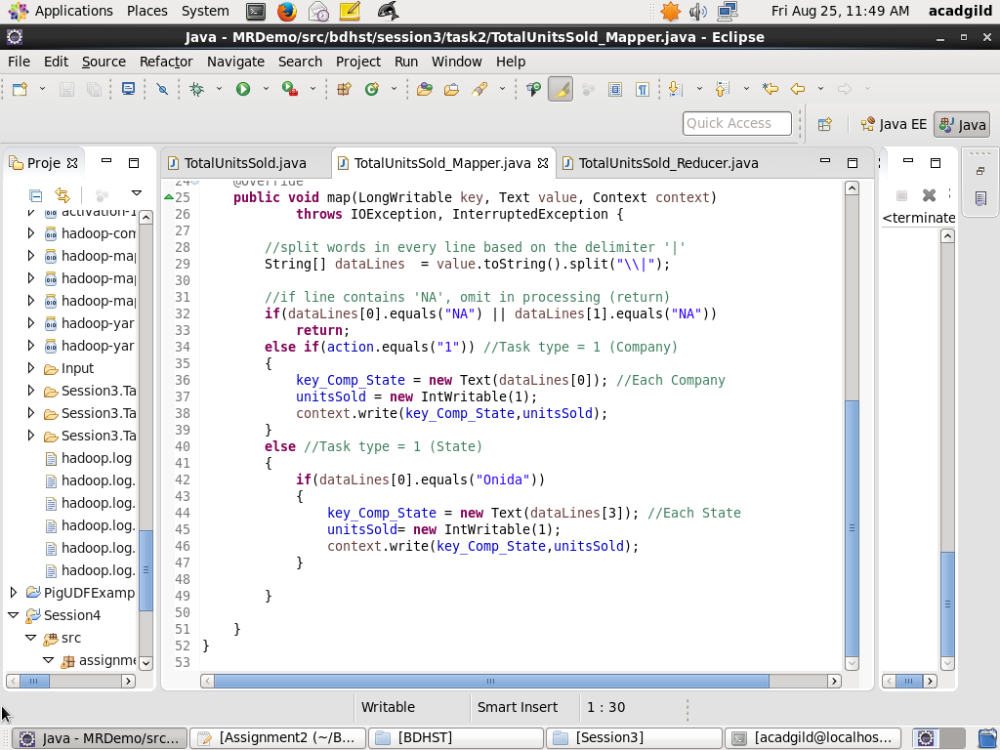 Applications Places System Fri Aug 25, 11:49 AM acadgild
Java - MRDemo/src/bdhst/session3/task2/TotalUnitsSold_Mapper.java - Eclipse
File Edit Source Refactor Navigate Search Project Run Window Help
Quick Access Java EE Java
Proje TotalUnitsSold.java TotalUnitsSold_Mapper.java TotalUnitsSold_Reducer.java
<terminate
activation-1
hadoop-com
hadoop-map
hadoop-map
hadoop-map
hadoop-yar
hadoop-yar
Input
Session3.Ta
Session3.Ta
Session3.Ta
hadoop.log
hadoop.log.
hadoop.log.
hadoop.log.
hadoop.log.
hadoop.log.
PigUDFExamp
Session4
src
assignme
24 @Override
25 public void map(LongWritable key, Text value, Context context)
26 throws IOException, InterruptedException {
27
28 //split words in every line based on the delimiter '|'
29 String[] dataLines = value.toString().split("\\|");
30
31 //if line contains 'NA', omit in processing (return)
32 if(dataLines[0].equals("NA") || dataLines[1].equals("NA"))
33 return;
34 else if(action.equals("1")) //Task type = 1 (Company)
35 {
36 key_Comp_State = new Text(dataLines[0]); //Each Company
37 unitsSold = new IntWritable(1);
38 context.write(key_Comp_State,unitsSold);
39 }
40 else //Task type = 1 (State)
41 {
42 if(dataLines[0].equals("Onida"))
43 {
44 key_Comp_State = new Text(dataLines[3]); //Each State
45 unitsSold= new IntWritable(1);
46 context.write(key_Comp_State,unitsSold);
47 }
48
49 }
50
51 }
52 }
53
Writable Smart Insert 1 : 30
Java - MRDemo/src... [Assignment2 (~/B... [BDHST] [Session3] [acadgild@localhos...